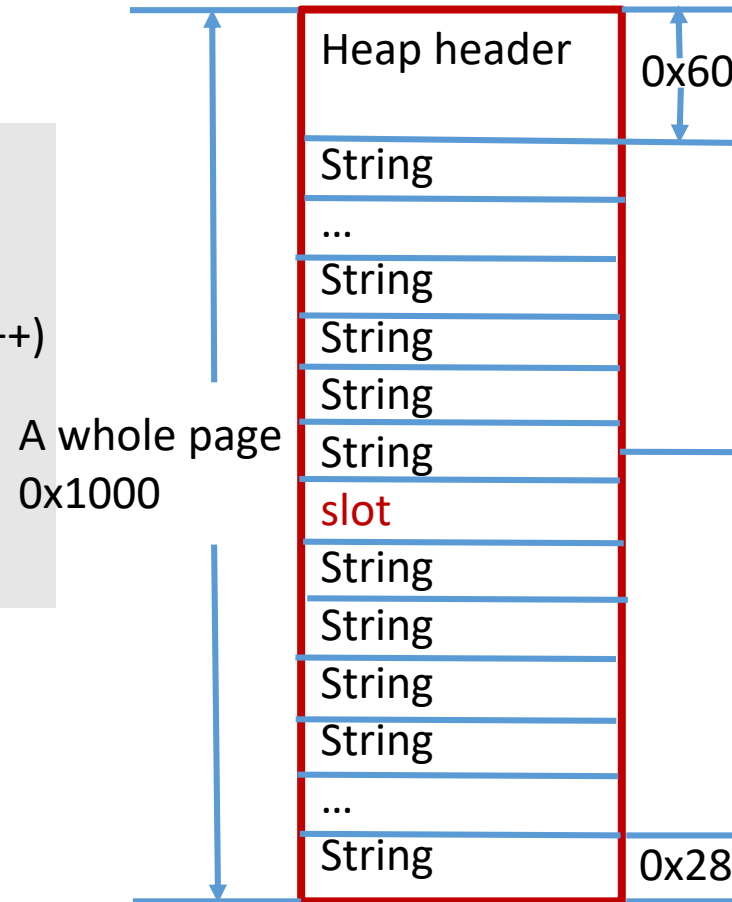 Heap header
0x60
String
...
String
++)
String
String
A whole page
String
0x1000
slot
String
String
String
String
...
String
0x28